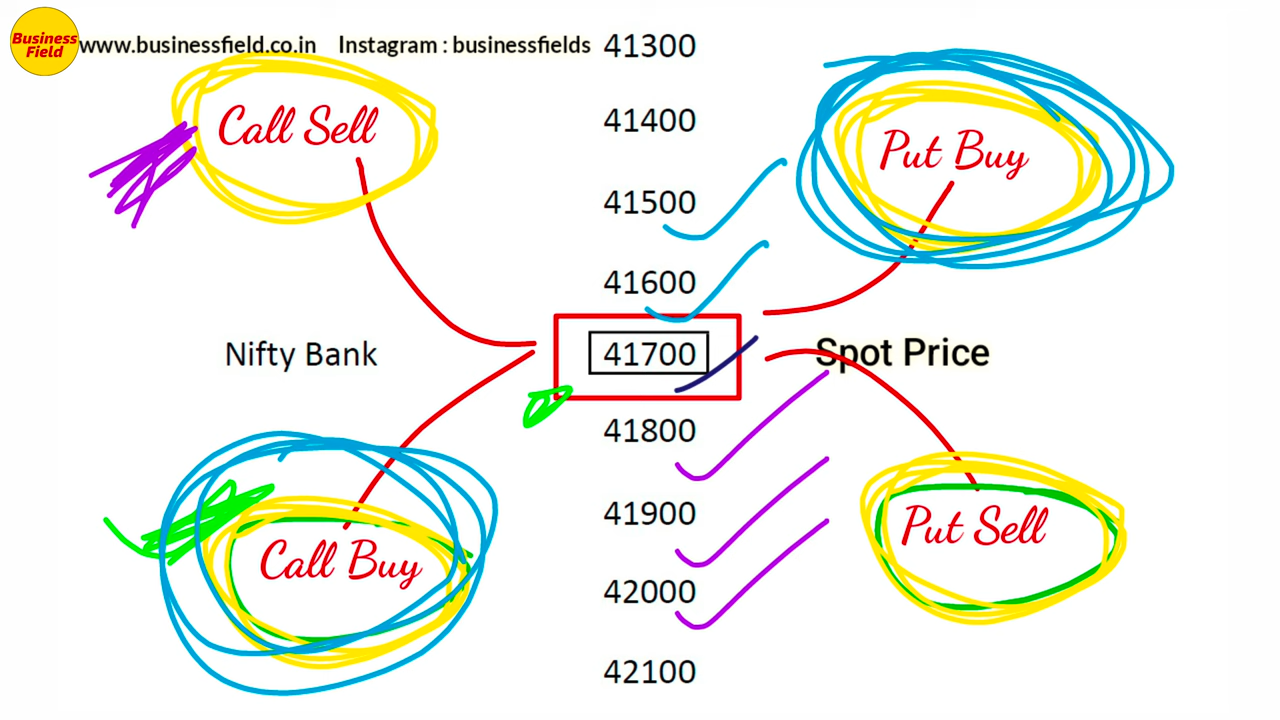 Business
Field
www.businessfield.co.in Instagram : businessfields
41300
Call Sell
41400
Put Buy
41500
41600
Nifty Bank
41700
Spot Price
41800
41900
Call Buy
Put Sell
42000
42100